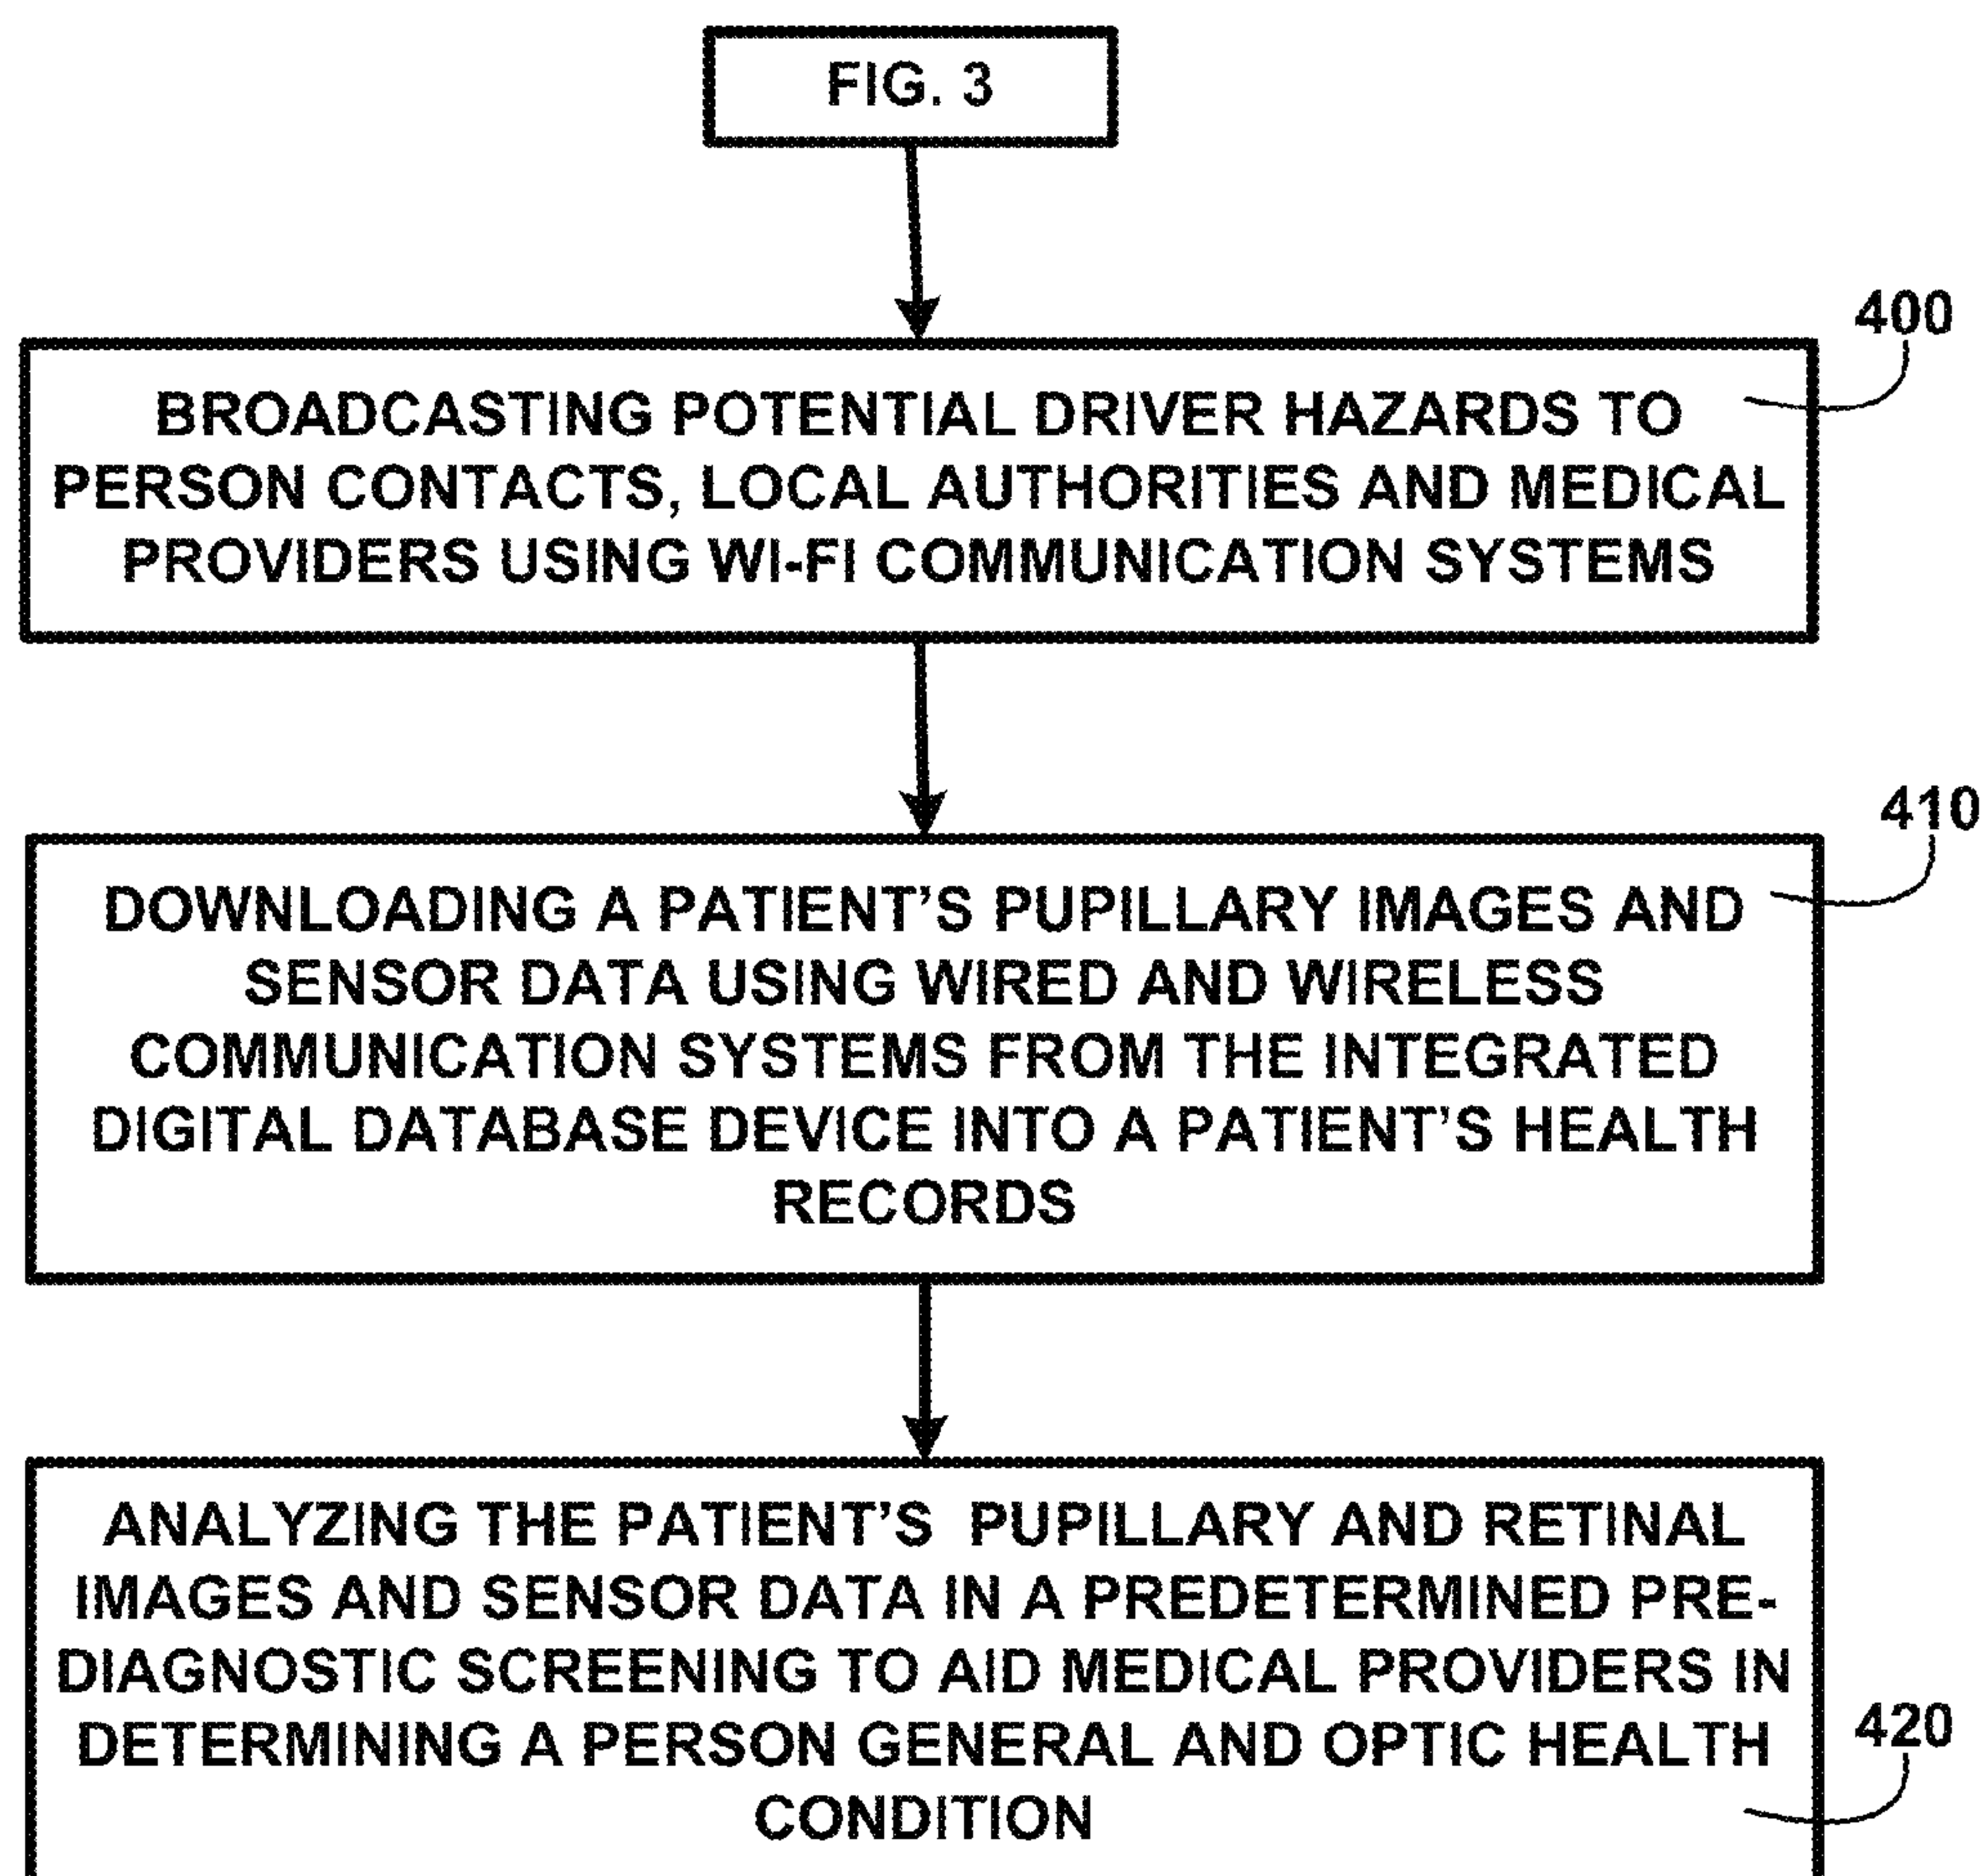 FIG. 3
400
BROADCASTING POTENTIAL DRIVER HAZARDS TO
PERSON CONTACTS, LOCAL AUTHORITIES AND MEDICAL
PROVIDERS USING WI-FI COMMUNICATION SYSTEMS
410
DOWNLOADING A PATIENT’S PUPILLARY IMAGES AND
SENSOR DATA USING WIRED AND WIRELESS
COMMUNICATION SYSTEMS FROM THE INTEGRATED
DIGITAL DATABASE DEVICE INTO A PATIENT’S HEALTH
RECORDS
ANALYZING THE PATIENT’S PUPILLARY AND RETINAL
IMAGES AND SENSOR DATA IN A PREDETERMINED PRE-
DIAGNOSTIC SCREENING TO AID MEDICAL PROVIDERS IN
DETERMINING A PERSON GENERAL AND OPTIC HEALTH
CONDITION
420